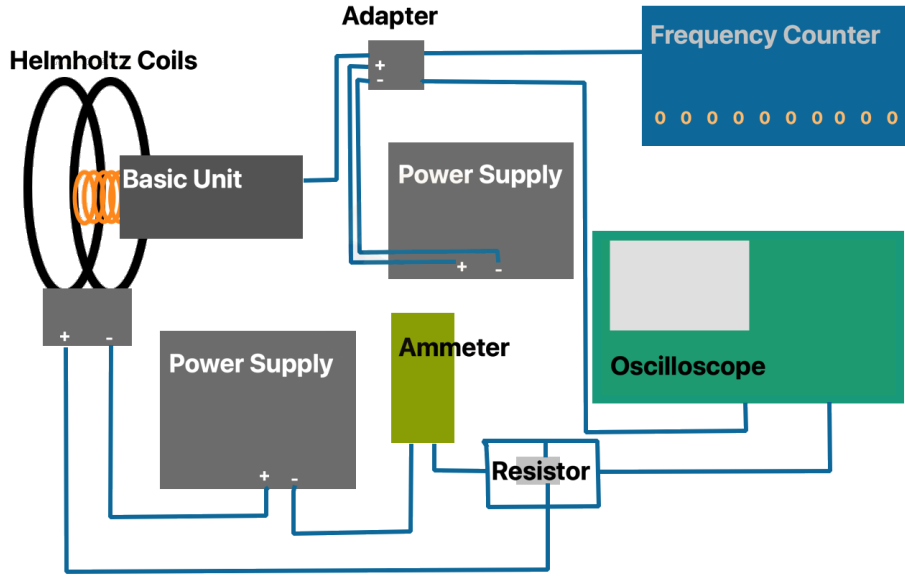 Adapter
Helmholtz Coils
Frequency Counter
+
-
0 0 0 0 0 0 0 0 0 0
Basic Unit
Power Supply
+ -
+ -
Power Supply
Ammeter
Oscilloscope
+ -
Resistor